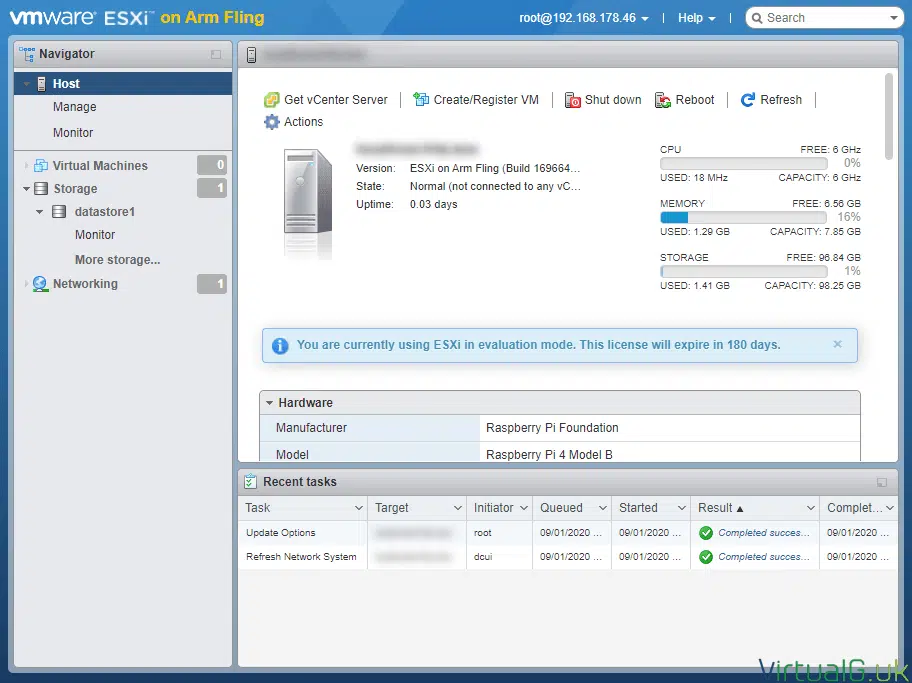 vmware® ESXi™ on Arm Fling
root@192.168.178.46
Help
Search
Navigator
Host
Manage
Monitor
Virtual Machines 0
Storage 1
datastore1
Monitor
More storage...
Networking 1
Get vCenter Server
Create/Register VM
Shut down
Reboot
Refresh
Actions
Version: ESXi on Arm Fling (Build 169664...
State: Normal (not connected to any vC...
Uptime: 0.03 days
CPU FREE: 6 GHz
0%
USED: 18 MHz CAPACITY: 6 GHz
MEMORY FREE: 6.56 GB
16%
USED: 1.29 GB CAPACITY: 7.85 GB
STORAGE FREE: 96.84 GB
1%
USED: 1.41 GB CAPACITY: 98.25 GB
You are currently using ESXi in evaluation mode. This license will expire in 180 days.
Hardware
Manufacturer Raspberry Pi Foundation
Model Raspberry Pi 4 Model B
Recent tasks
Task Target Initiator Queued Started Result ▲ Complet...
Update Options root 09/01/2020 ... 09/01/2020 ... Completed succes... 09/01/2020 ...
Refresh Network System dcui 09/01/2020 ... 09/01/2020 ... Completed succes... 09/01/2020 ...
VirtualG.uk